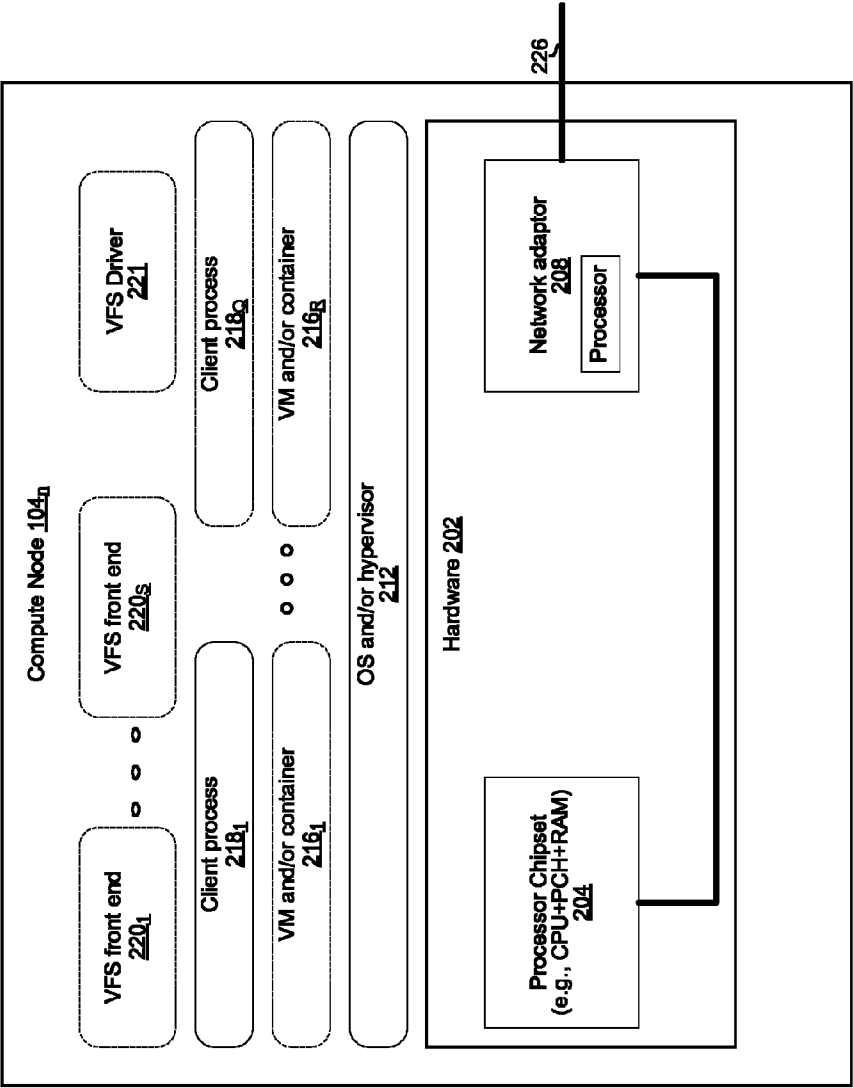 Compute Node 104n
VFS front end
2201
VFS front end
220S
VFS Driver
221
Client process
2181
Client process
218Q
VM and/or container
2161
VM and/or container
216R
OS and/or hypervisor
212
Hardware 202
Processor Chipset
(e.g., CPU+PCH+RAM)
204
Network adaptor
208
Processor
226